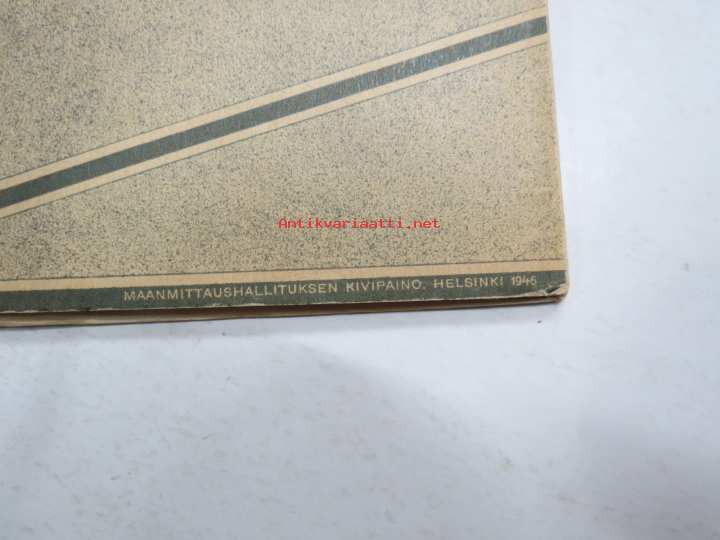 Antikvariaatti.net
MAANMITTAUSHALLITUKSEN KIVIPAINO. HELSINKI 1946